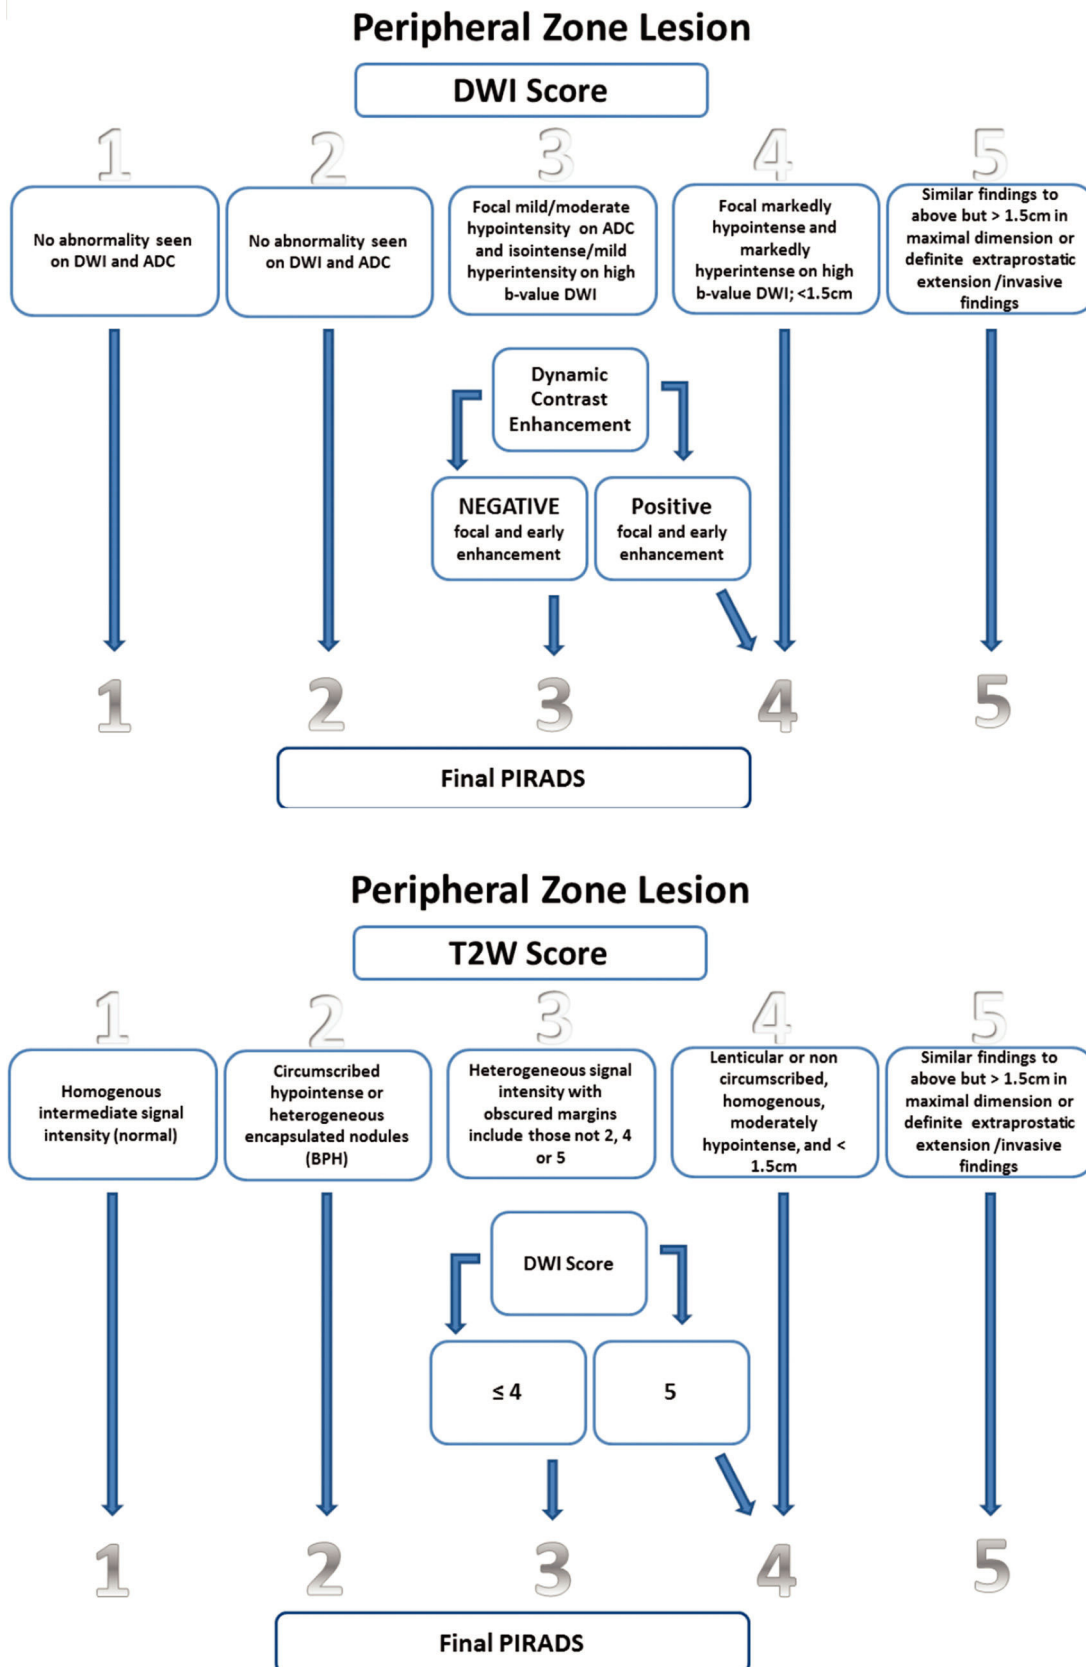 Peripheral Zone Lesion
DWI Score
1
2
3
4
5
No abnormality seen
on DWI and ADC
No abnormality seen
on DWI and ADC
Focal mild/moderate
hypointensity on ADC
and isointense/mild
hyperintensity on high
b-value DWI
Focal markedly
hypointense and
markedly
hyperintense on high
b-value DWI; <1.5cm
Similar findings to
above but > 1.5cm in
maximal dimension or
definite extraprostatic
extension /invasive
findings
Dynamic
Contrast
Enhancement
NEGATIVE
focal and early
enhancement
Positive
focal and early
enhancement
1
2
3
4
5
Final PIRADS
Peripheral Zone Lesion
T2W Score
1
2
3
4
5
Homogenous
intermediate signal
intensity (normal)
Circumscribed
hypointense or
heterogeneous
encapsulated nodules
(BPH)
Heterogeneous signal
intensity with
obscured margins
include those not 2, 4
or 5
Lenticular or non
circumscribed,
homogenous,
moderately
hypointense, and <
1.5cm
Similar findings to
above but > 1.5cm in
maximal dimension or
definite extraprostatic
extension /invasive
findings
DWI Score
≤ 4
5
1
2
3
4
5
Final PIRADS